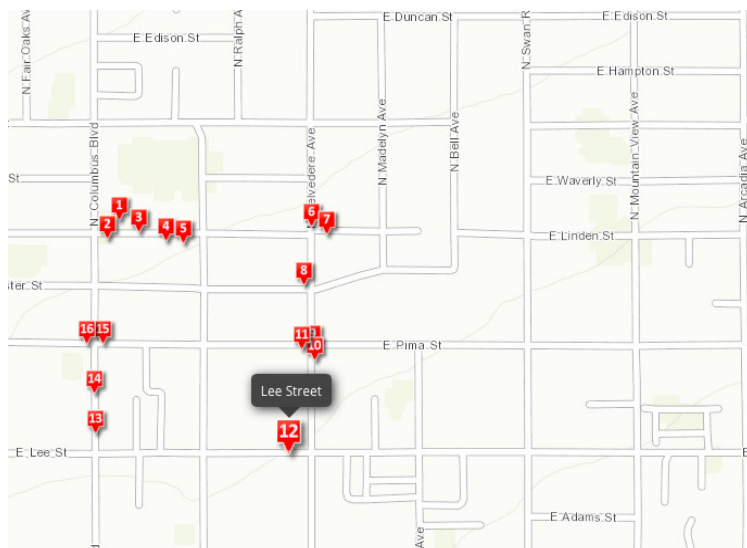 E Duncan St
E Edison St
E Edison St
N Fair Oaks Av
N Ralph A
N Swan R
E Hampton St
N Columbus Blvd
Belvedere Ave
N Madelyn Ave
N Bell Ave
N Mountain View Ave
N Arcadia Ave
St
E Waverly St
1
2
3
4
5
6
7
E Linden St
8
ster St
16
15
11
9
10
E Pima St
14
Lee Street
13
12
E Lee St
E
E Adams St
Ave
d